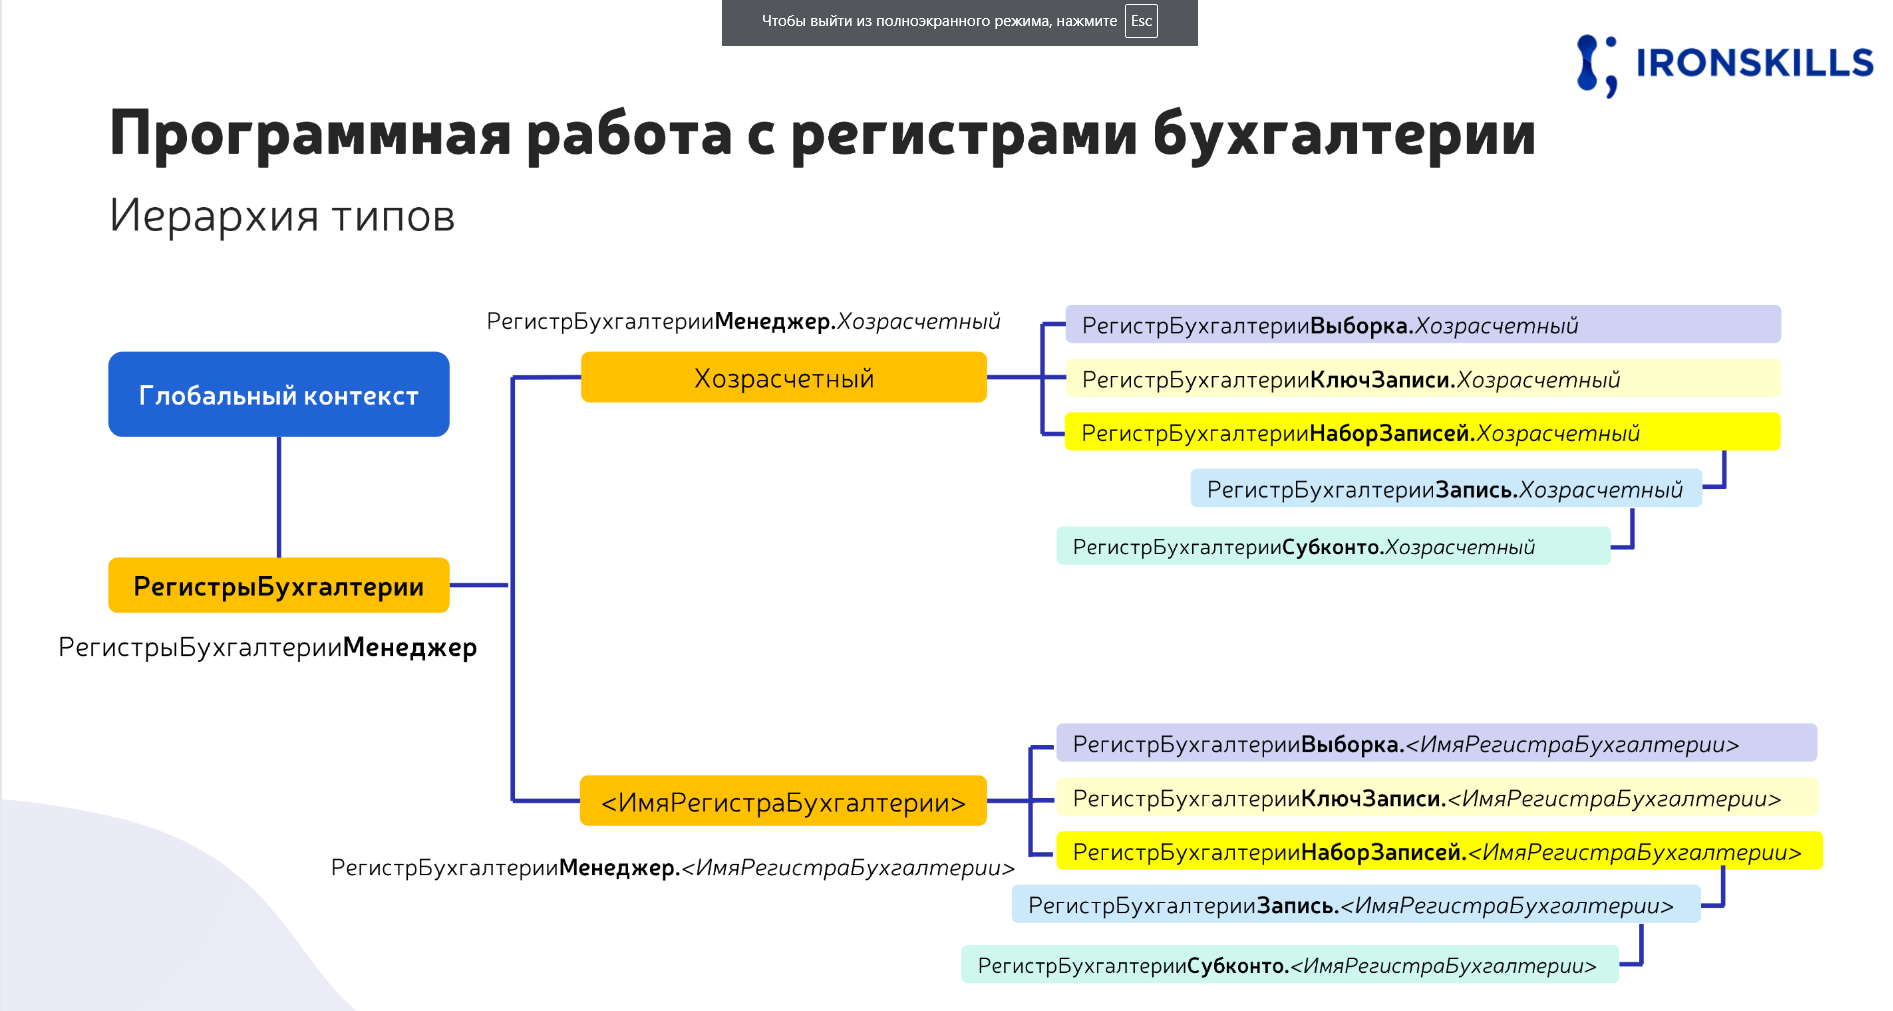 Чтобы выйти из полноэкранного режима, нажмите Esc
IRONSKILLS
Программная работа с регистрами бухгалтерии
Иерархия типов
РегистрБухгалтерииМенеджер.Хозрасчетный
Хозрасчетный
РегистрБухгалтерииВыборка.Хозрасчетный
РегистрБухгалтерииКлючЗаписи.Хозрасчетный
РегистрБухгалтерииНаборЗаписей.Хозрасчетный
РегистрБухгалтерииЗапись.Хозрасчетный
РегистрБухгалтерииСубконто.Хозрасчетный
Глобальный контекст
РегистрыБухгалтерии
РегистрыБухгалтерииМенеджер
<ИмяРегистраБухгалтерии>
РегистрБухгалтерииМенеджер.<ИмяРегистраБухгалтерии>
РегистрБухгалтерииВыборка.<ИмяРегистраБухгалтерии>
РегистрБухгалтерииКлючЗаписи.<ИмяРегистраБухгалтерии>
РегистрБухгалтерииНаборЗаписей.<ИмяРегистраБухгалтерии>
РегистрБухгалтерииЗапись.<ИмяРегистраБухгалтерии>
РегистрБухгалтерииСубконто.<ИмяРегистраБухгалтерии>